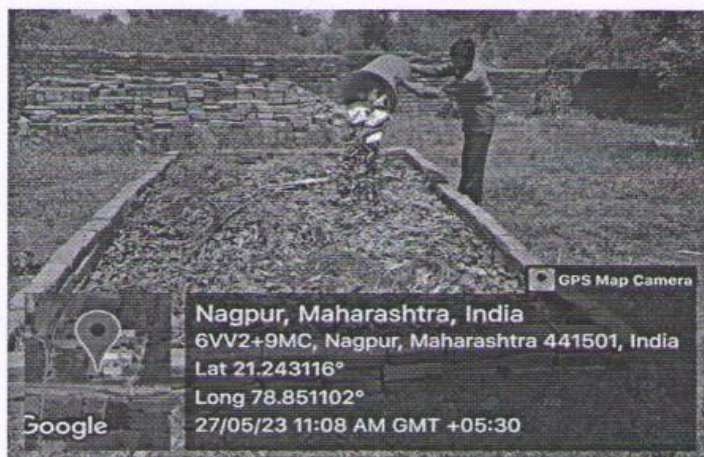 GPS Map Camera
Nagpur, Maharashtra, India
6VV2+9MC, Nagpur, Maharashtra 441501, India
Lat 21.243116°
Long 78.851102°
27/05/23 11:08 AM GMT +05:30
Google